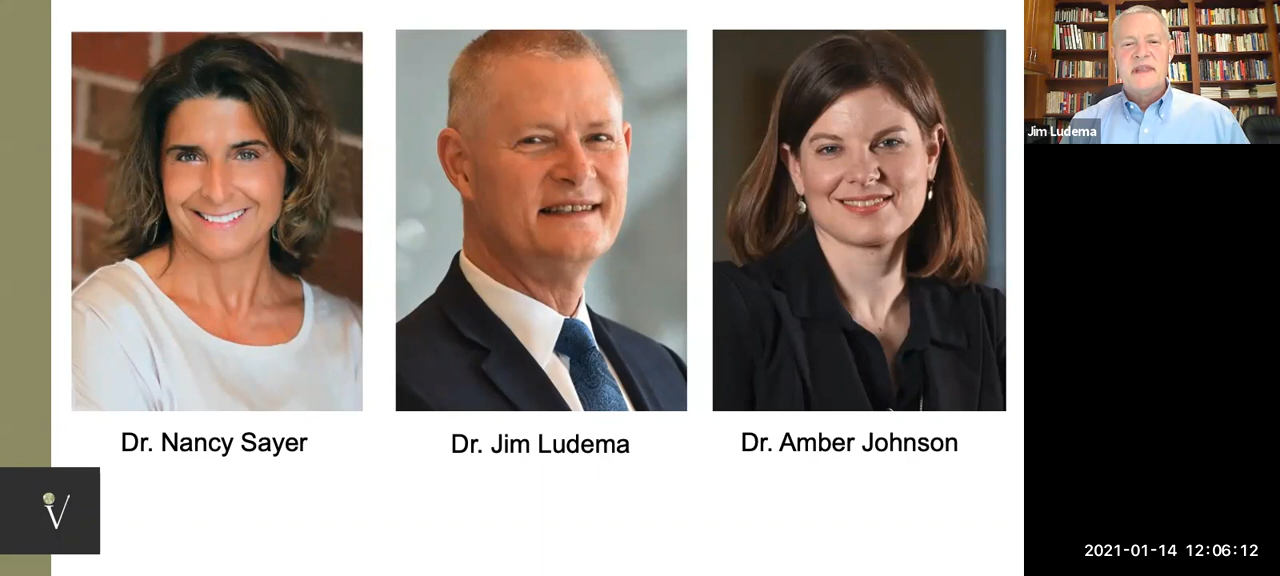 Jim Ludema
Dr. Nancy Sayer
Dr. Jim Ludema
Dr. Amber Johnson
V
2021-01-14 12:06:12